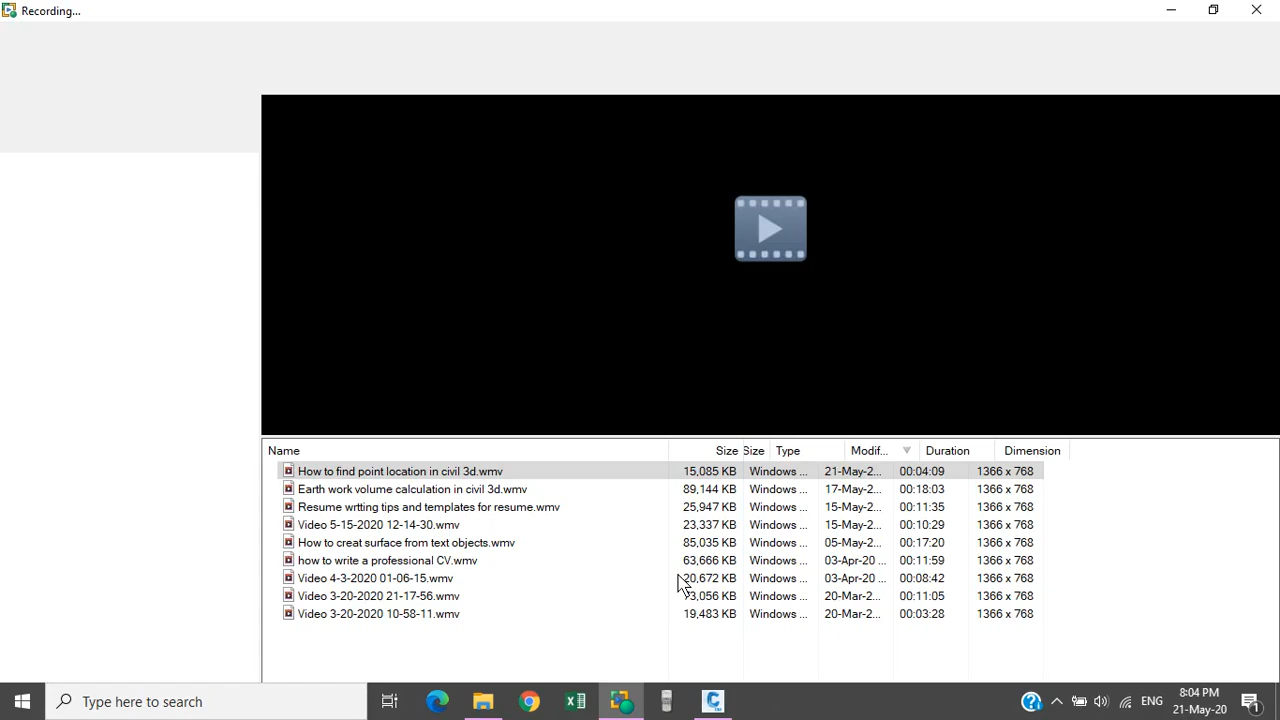 Recording...
Name Size Size Type Modif... Duration Dimension
How to find point location in civil 3d.wmv 15,085 KB Windows ... 21-May-2... 00:04:09 1366 x 768
Earth work volume calculation in civil 3d.wmv 89,144 KB Windows ... 17-May-2... 00:18:03 1366 x 768
Resume wrtting tips and templates for resume.wmv 25,947 KB Windows ... 15-May-2... 00:11:35 1366 x 768
Video 5-15-2020 12-14-30.wmv 23,337 KB Windows ... 15-May-2... 00:10:29 1366 x 768
How to creat surface from text objects.wmv 85,035 KB Windows ... 05-May-2... 00:17:20 1366 x 768
how to write a professional CV.wmv 63,666 KB Windows ... 03-Apr-20 ... 00:11:59 1366 x 768
Video 4-3-2020 01-06-15.wmv 20,672 KB Windows ... 03-Apr-20 ... 00:08:42 1366 x 768
Video 3-20-2020 21-17-56.wmv KB Windows ... 20-Mar-2... 00:11:05 1366 x 768
Video 3-20-2020 10-58-11.wmv 19,483 KB Windows ... 20-Mar-2... 00:03:28 1366 x 768
Type here to search
ENG
8:04 PM
21-May-20
1